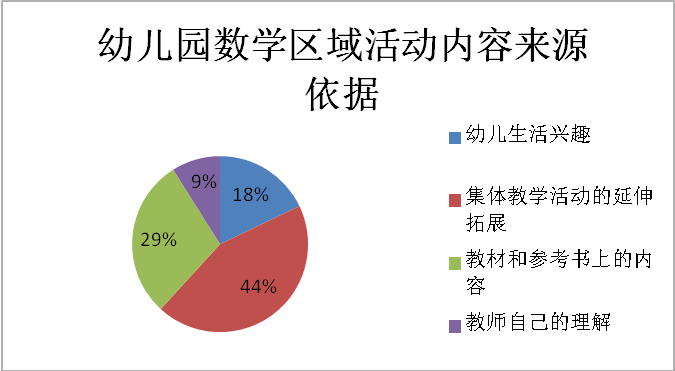 幼儿园数学区域活动内容来源
依据
18%
44%
29%
9%
幼儿生活兴趣
集体教学活动的延伸
拓展
教材和参考书上的内
容
教师自己的理解